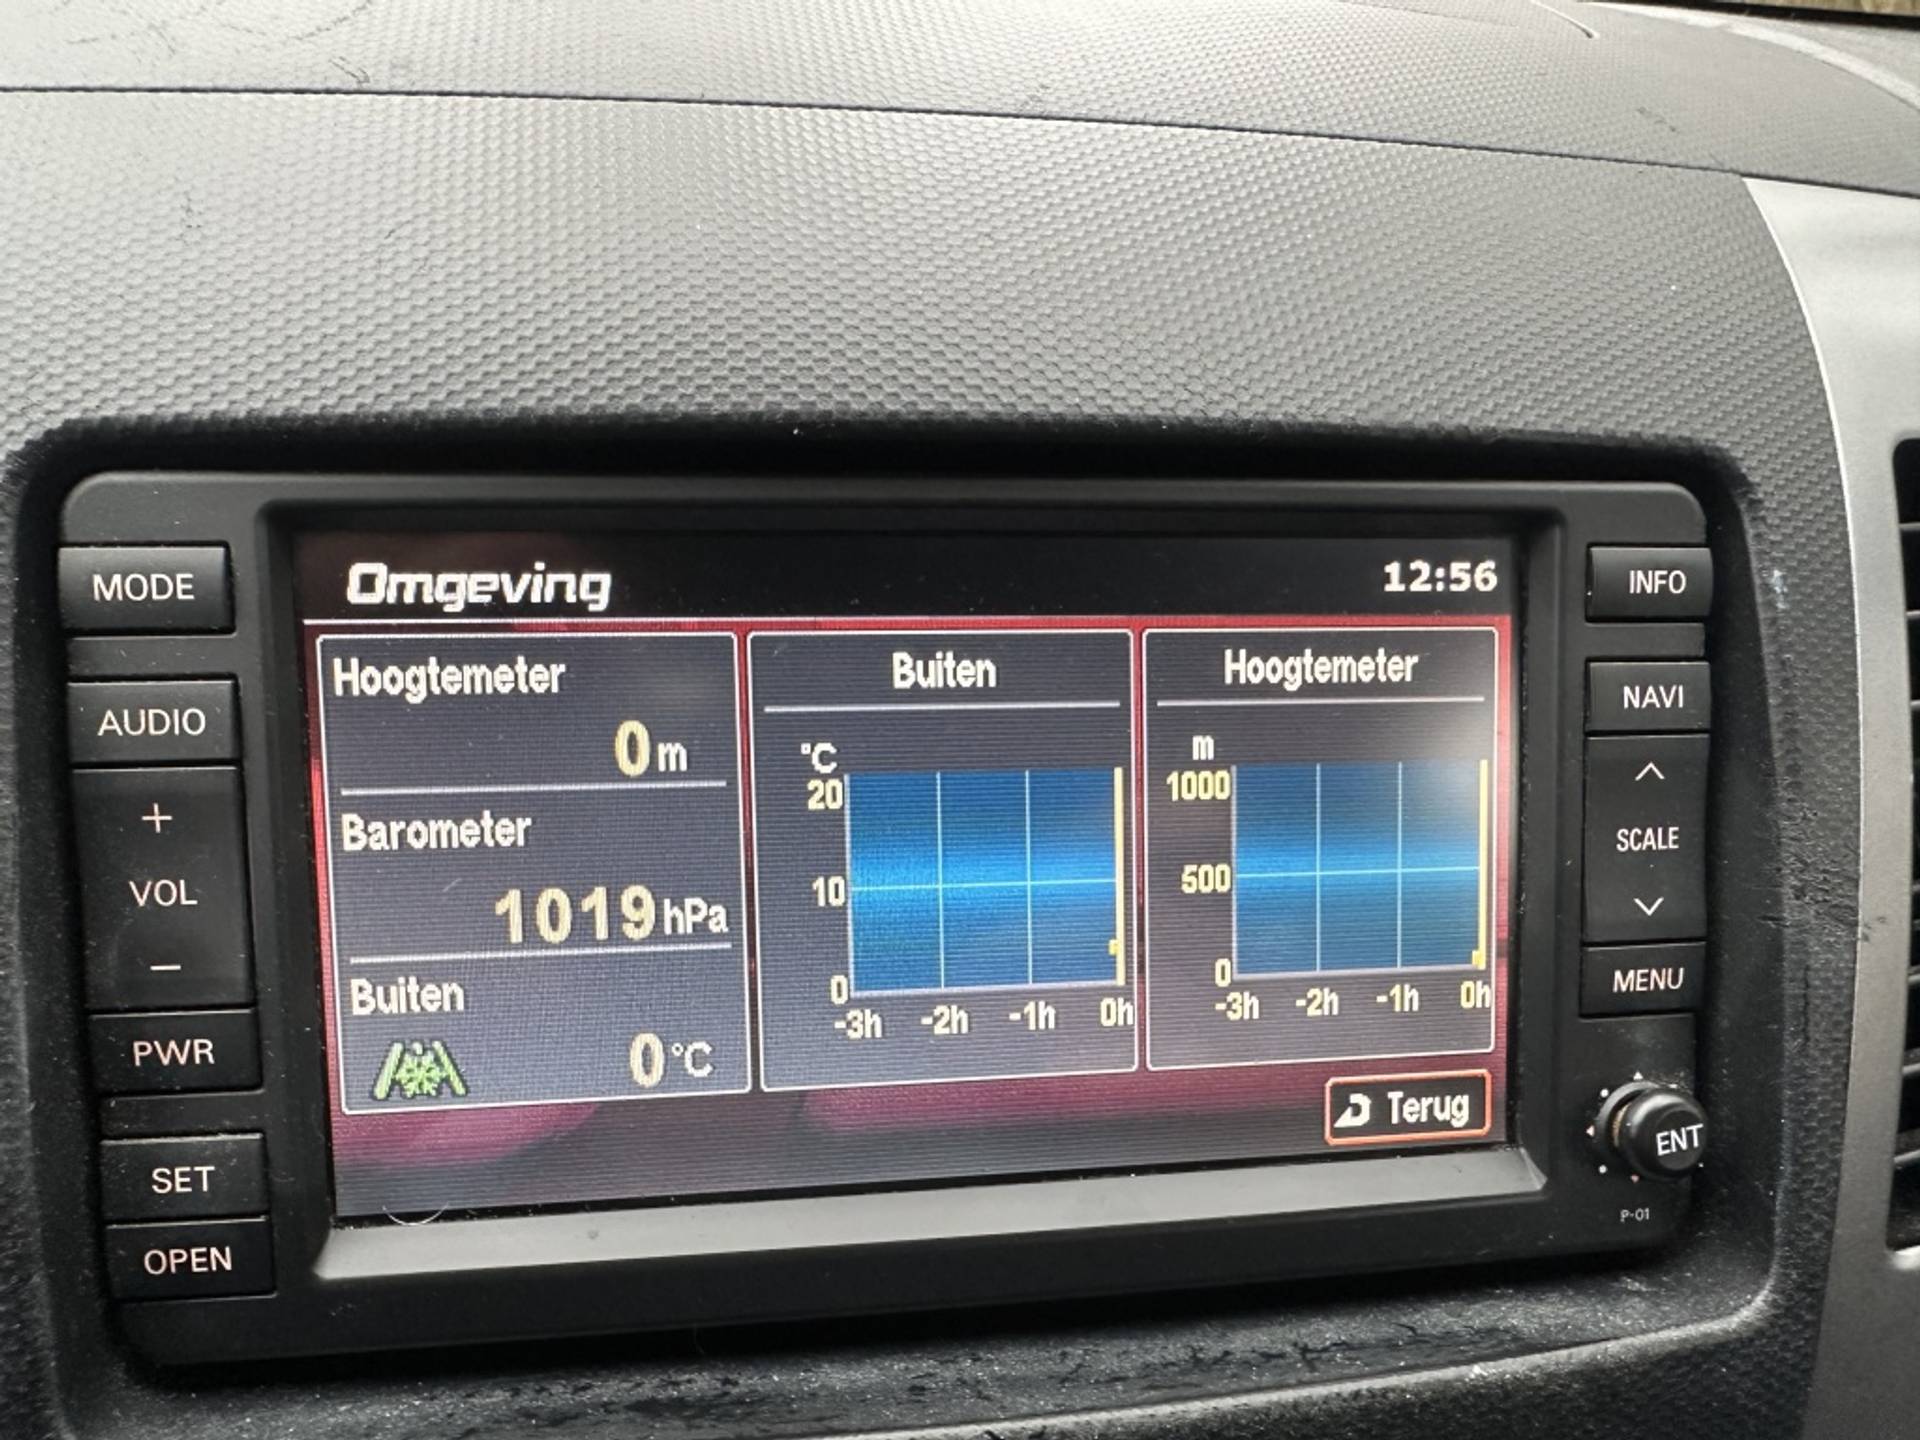 MODE
AUDIO
+
VOL
−
PWR
SET
OPEN
Omgeving
12:56
Hoogtemeter
0 m
Barometer
1019 hPa
Buiten
0 °C
Buiten
°C
20
10
0
-3h -2h -1h 0h
Hoogtemeter
m
1000
500
0
-3h -2h -1h 0h
Terug
INFO
NAVI
SCALE
MENU
ENT
P-01